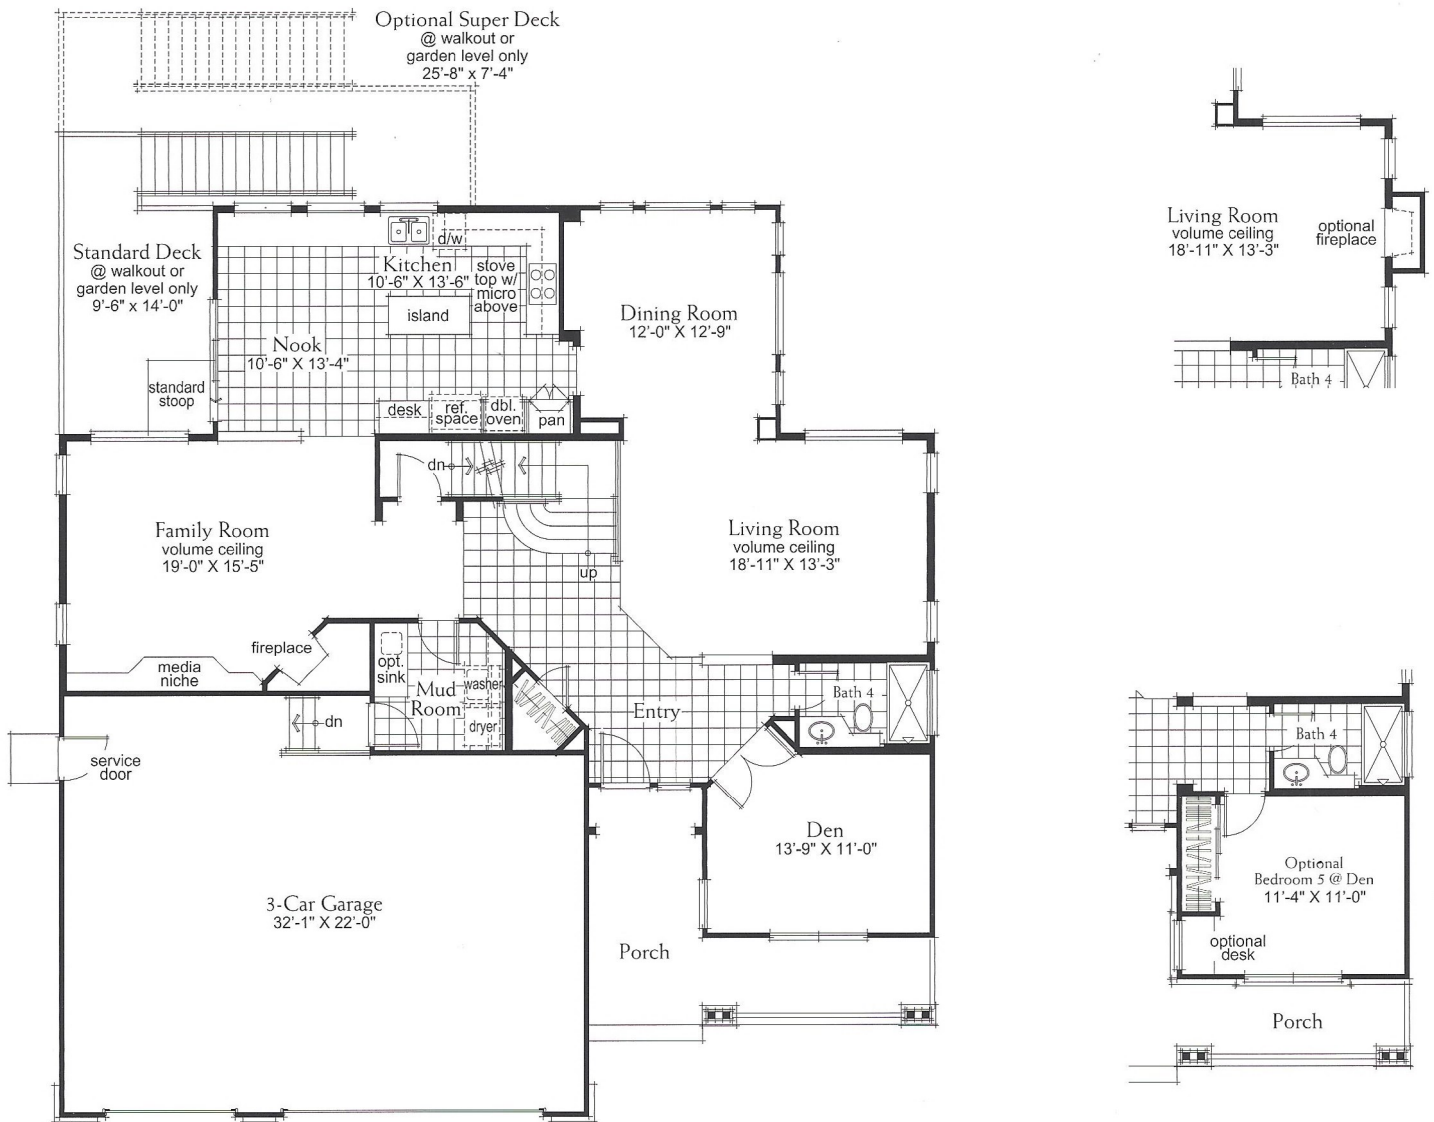 Optional Super Deck
@ walkout or
garden level only
25'-8" x 7'-4"
Standard Deck
@ walkout or
garden level only
9'-6" x 14'-0"
standard
stoop
d/w
Kitchen
10'-6" X 13'-6"
stove
top w/
micro
above
island
Nook
10'-6" X 13'-4"
desk
ref.
space
dbl.
oven
pan
Dining Room
12'-0" X 12'-9"
dn
Family Room
volume ceiling
19'-0" X 15'-5"
Living Room
volume ceiling
18'-11" X 13'-3"
up
fireplace
media
niche
opt.
sink
washer
Mud
Room
dryer
dn
Bath 4
Entry
service
door
Den
13'-9" X 11'-0"
3-Car Garage
32'-1" X 22'-0"
Porch
Living Room
volume ceiling
18'-11" X 13'-3"
optional
fireplace
Bath 4
Bath 4
Optional
Bedroom 5 @ Den
11'-4" X 11'-0"
optional
desk
Porch